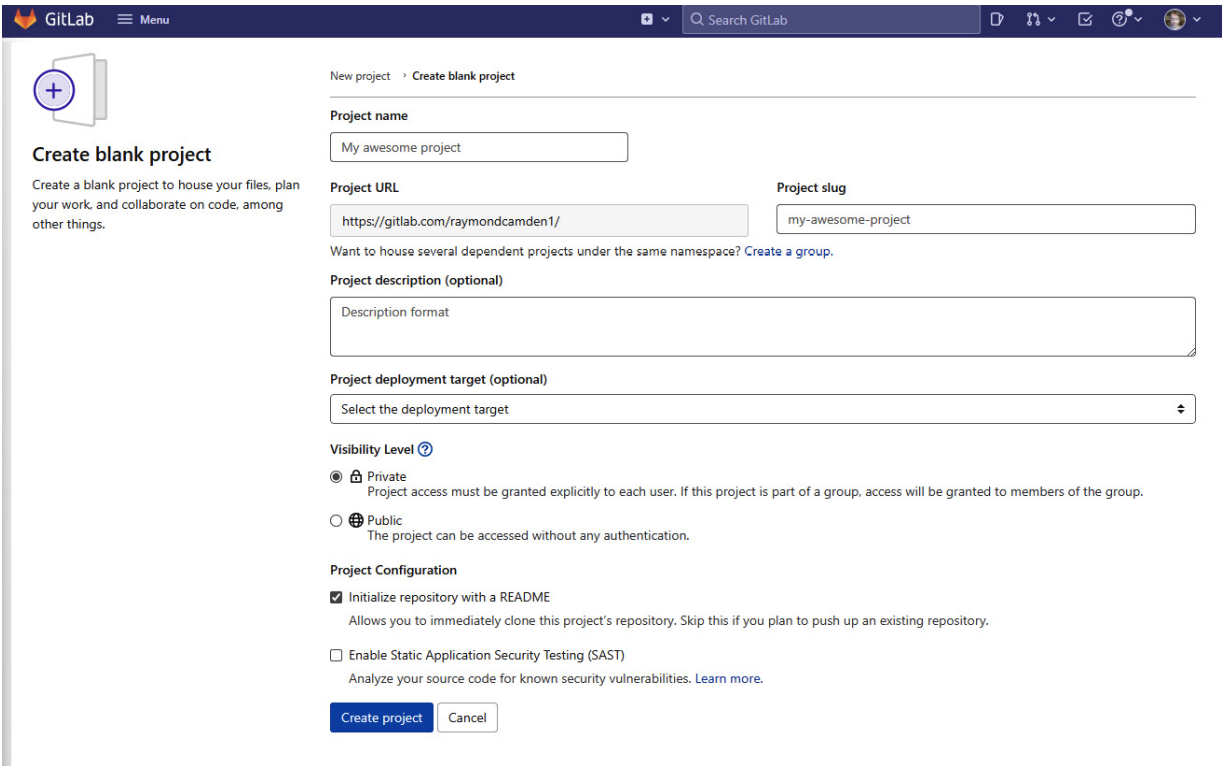 GitLab Menu Search GitLab
New project › Create blank project
Create blank project
Create a blank project to house your files, plan
your work, and collaborate on code, among
other things.
Project name
My awesome project
Project URL Project slug
https://gitlab.com/raymondcamden1/ my-awesome-project
Want to house several dependent projects under the same namespace? Create a group.
Project description (optional)
Description format
Project deployment target (optional)
Select the deployment target
Visibility Level
Private
Project access must be granted explicitly to each user. If this project is part of a group, access will be granted to members of the group.
Public
The project can be accessed without any authentication.
Project Configuration
Initialize repository with a README
Allows you to immediately clone this project's repository. Skip this if you plan to push up an existing repository.
Enable Static Application Security Testing (SAST)
Analyze your source code for known security vulnerabilities. Learn more.
Create project Cancel